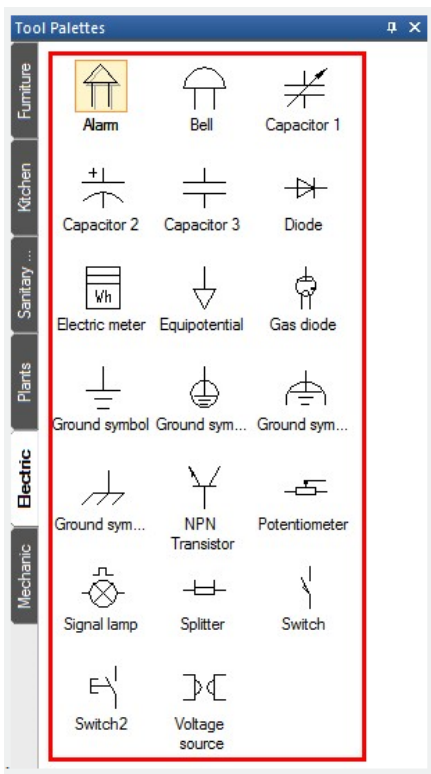 Tool Palettes
Furniture
Kitchen
Sanitary ...
Plants
Electric
Mechanic
Alarm
Bell
Capacitor 1
Capacitor 2
Capacitor 3
Diode
Wh
Electric meter
Equipotential
Gas diode
Ground symbol
Ground sym...
Ground sym...
Ground sym...
NPN
Transistor
Potentiometer
Signal lamp
Splitter
Switch
Switch2
Voltage
source